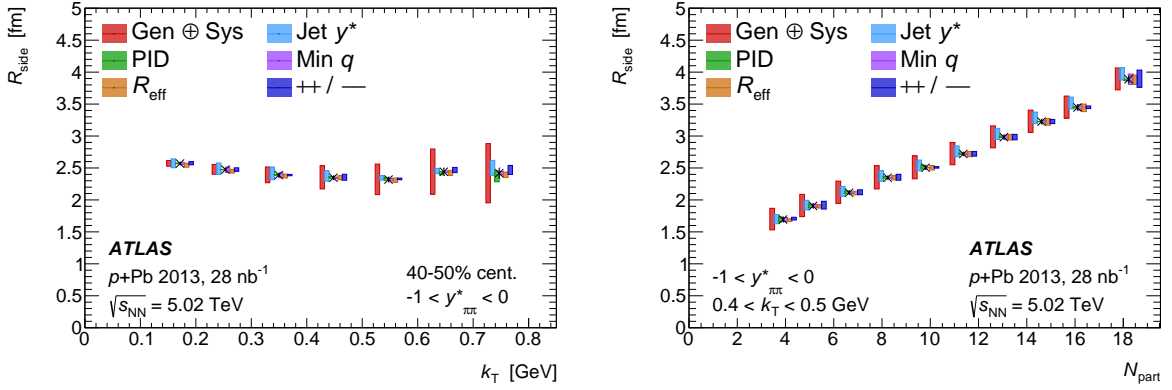 R_side [fm]
5
4.5
4
3.5
3
2.5
2
1.5
1
0.5
0
Gen ⊕ Sys
Jet y*
PID
Min q
R_eff
++ / −−
ATLAS
p+Pb 2013, 28 nb⁻¹
√s_NN = 5.02 TeV
40-50% cent.
-1 < y*_ππ < 0
0 0.1 0.2 0.3 0.4 0.5 0.6 0.7 0.8
k_T [GeV]
R_side [fm]
5
4.5
4
3.5
3
2.5
2
1.5
1
0.5
0
Gen ⊕ Sys
Jet y*
PID
Min q
R_eff
++ / −−
-1 < y*_ππ < 0
0.4 < k_T < 0.5 GeV
ATLAS
p+Pb 2013, 28 nb⁻¹
√s_NN = 5.02 TeV
0 2 4 6 8 10 12 14 16 18
N_part